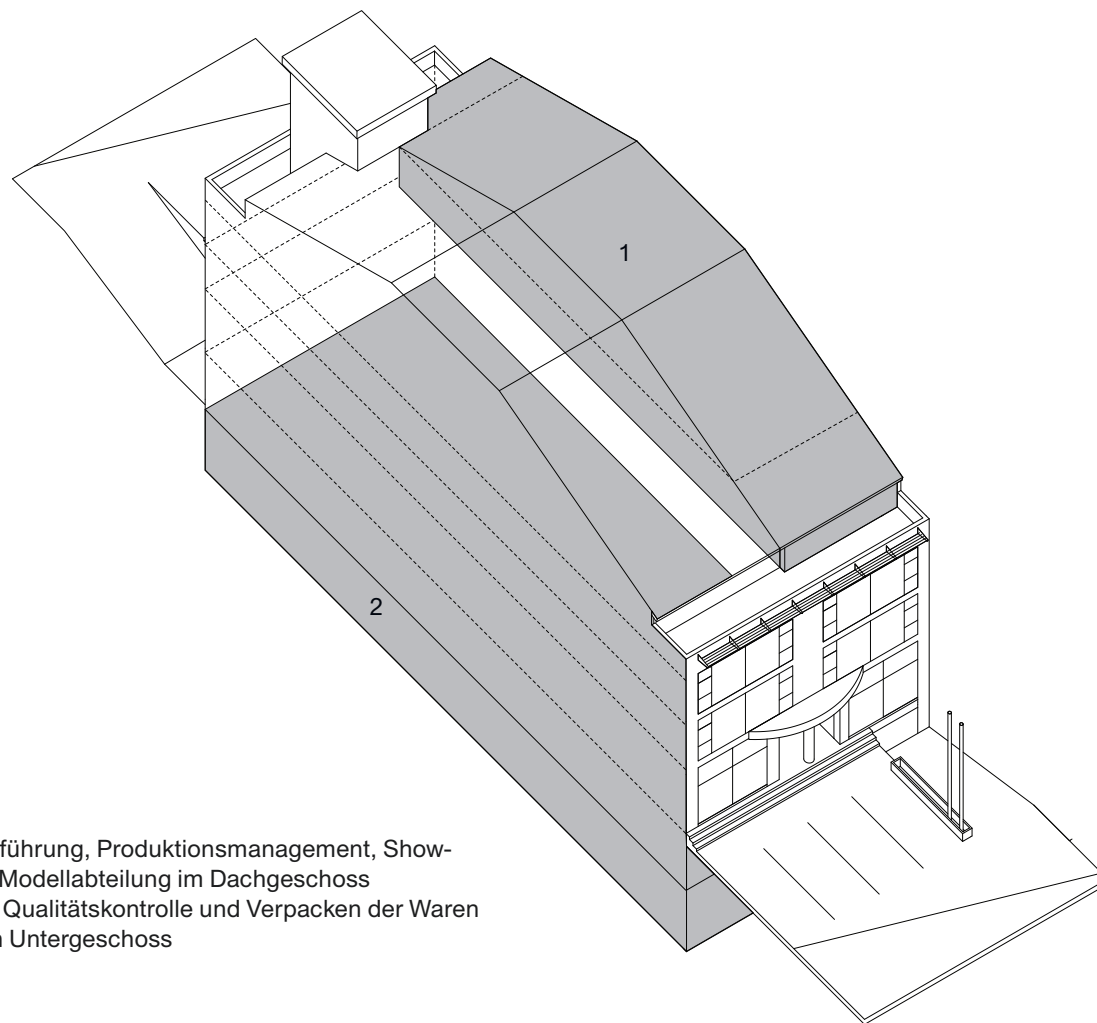 1
2
führung, Produktionsmanagement, Show-
Modellabteilung im Dachgeschoss
Qualitätskontrolle und Verpacken der Waren
Untergeschoss